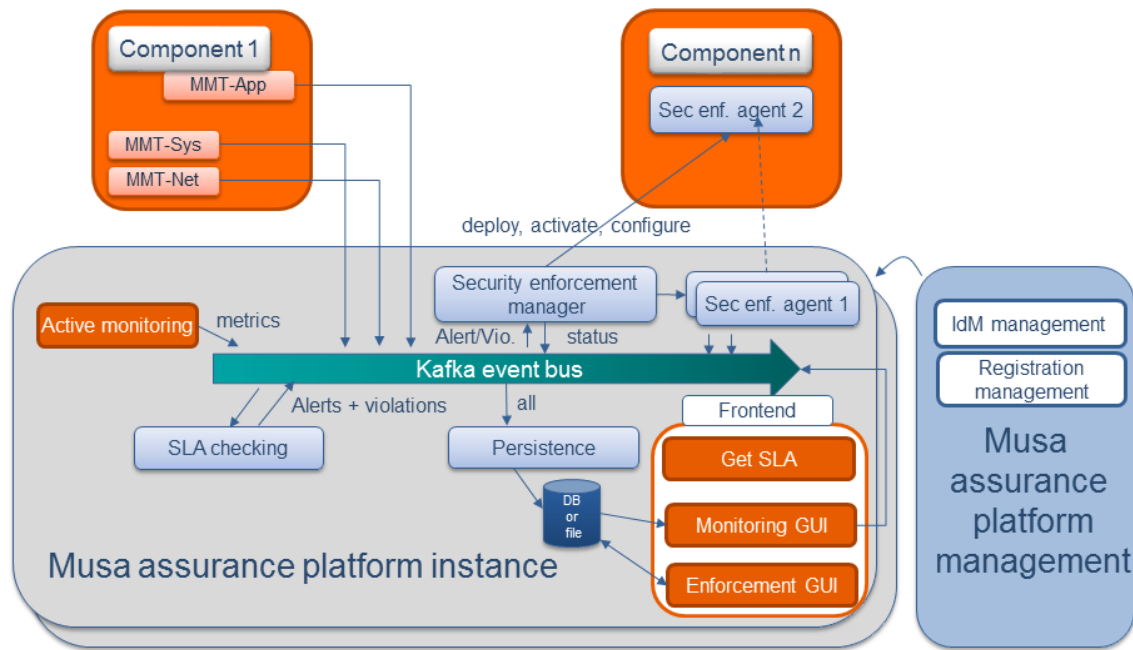 Component 1
MMT-App
MMT-Sys
MMT-Net
Component n
Sec enf. agent 2
deploy, activate, configure
Security enforcement
manager
Sec enf. agent 1
Active monitoring
metrics
Alert/Vio.
status
Kafka event bus
Alerts + violations
all
Frontend
SLA checking
Persistence
Get SLA
DB
or
file
Monitoring GUI
Enforcement GUI
Musa assurance platform instance
IdM management
Registration
management
Musa
assurance
platform
management